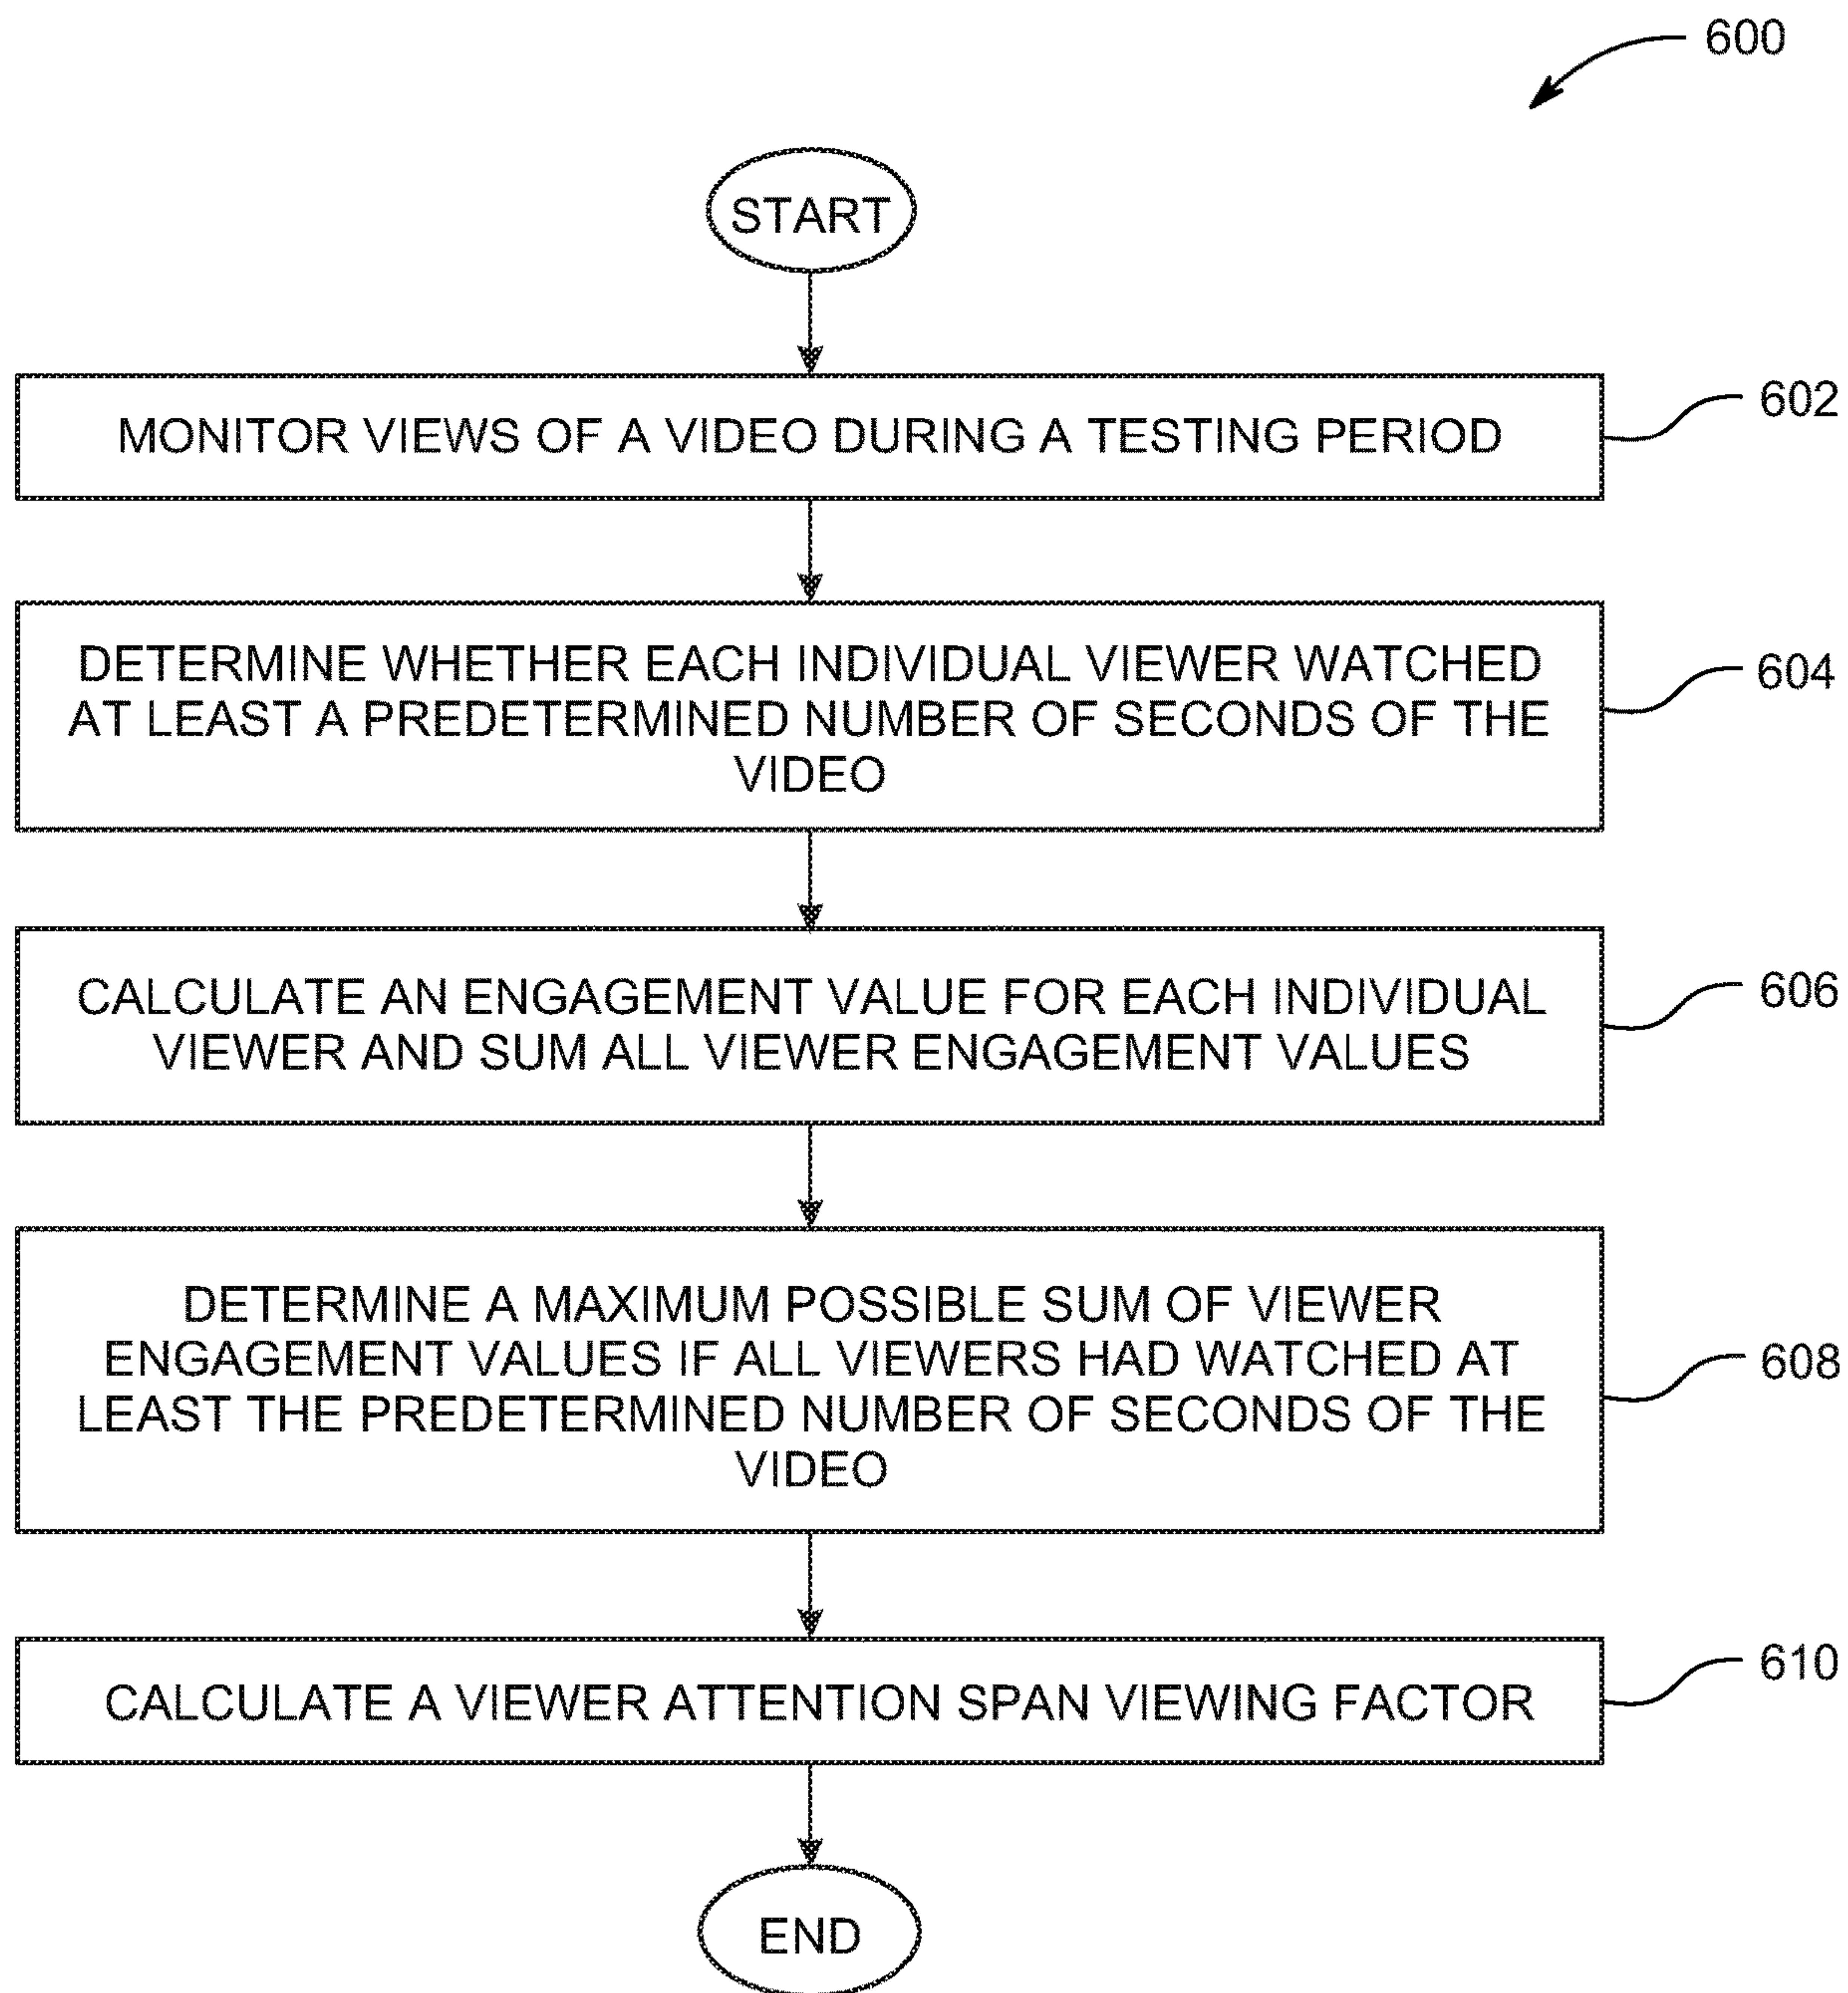 600
START
MONITOR VIEWS OF A VIDEO DURING A TESTING PERIOD
602
DETERMINE WHETHER EACH INDIVIDUAL VIEWER WATCHED
AT LEAST A PREDETERMINED NUMBER OF SECONDS OF THE
VIDEO
604
CALCULATE AN ENGAGEMENT VALUE FOR EACH INDIVIDUAL
VIEWER AND SUM ALL VIEWER ENGAGEMENT VALUES
606
DETERMINE A MAXIMUM POSSIBLE SUM OF VIEWER
ENGAGEMENT VALUES IF ALL VIEWERS HAD WATCHED AT
LEAST THE PREDETERMINED NUMBER OF SECONDS OF THE
VIDEO
608
CALCULATE A VIEWER ATTENTION SPAN VIEWING FACTOR
610
END